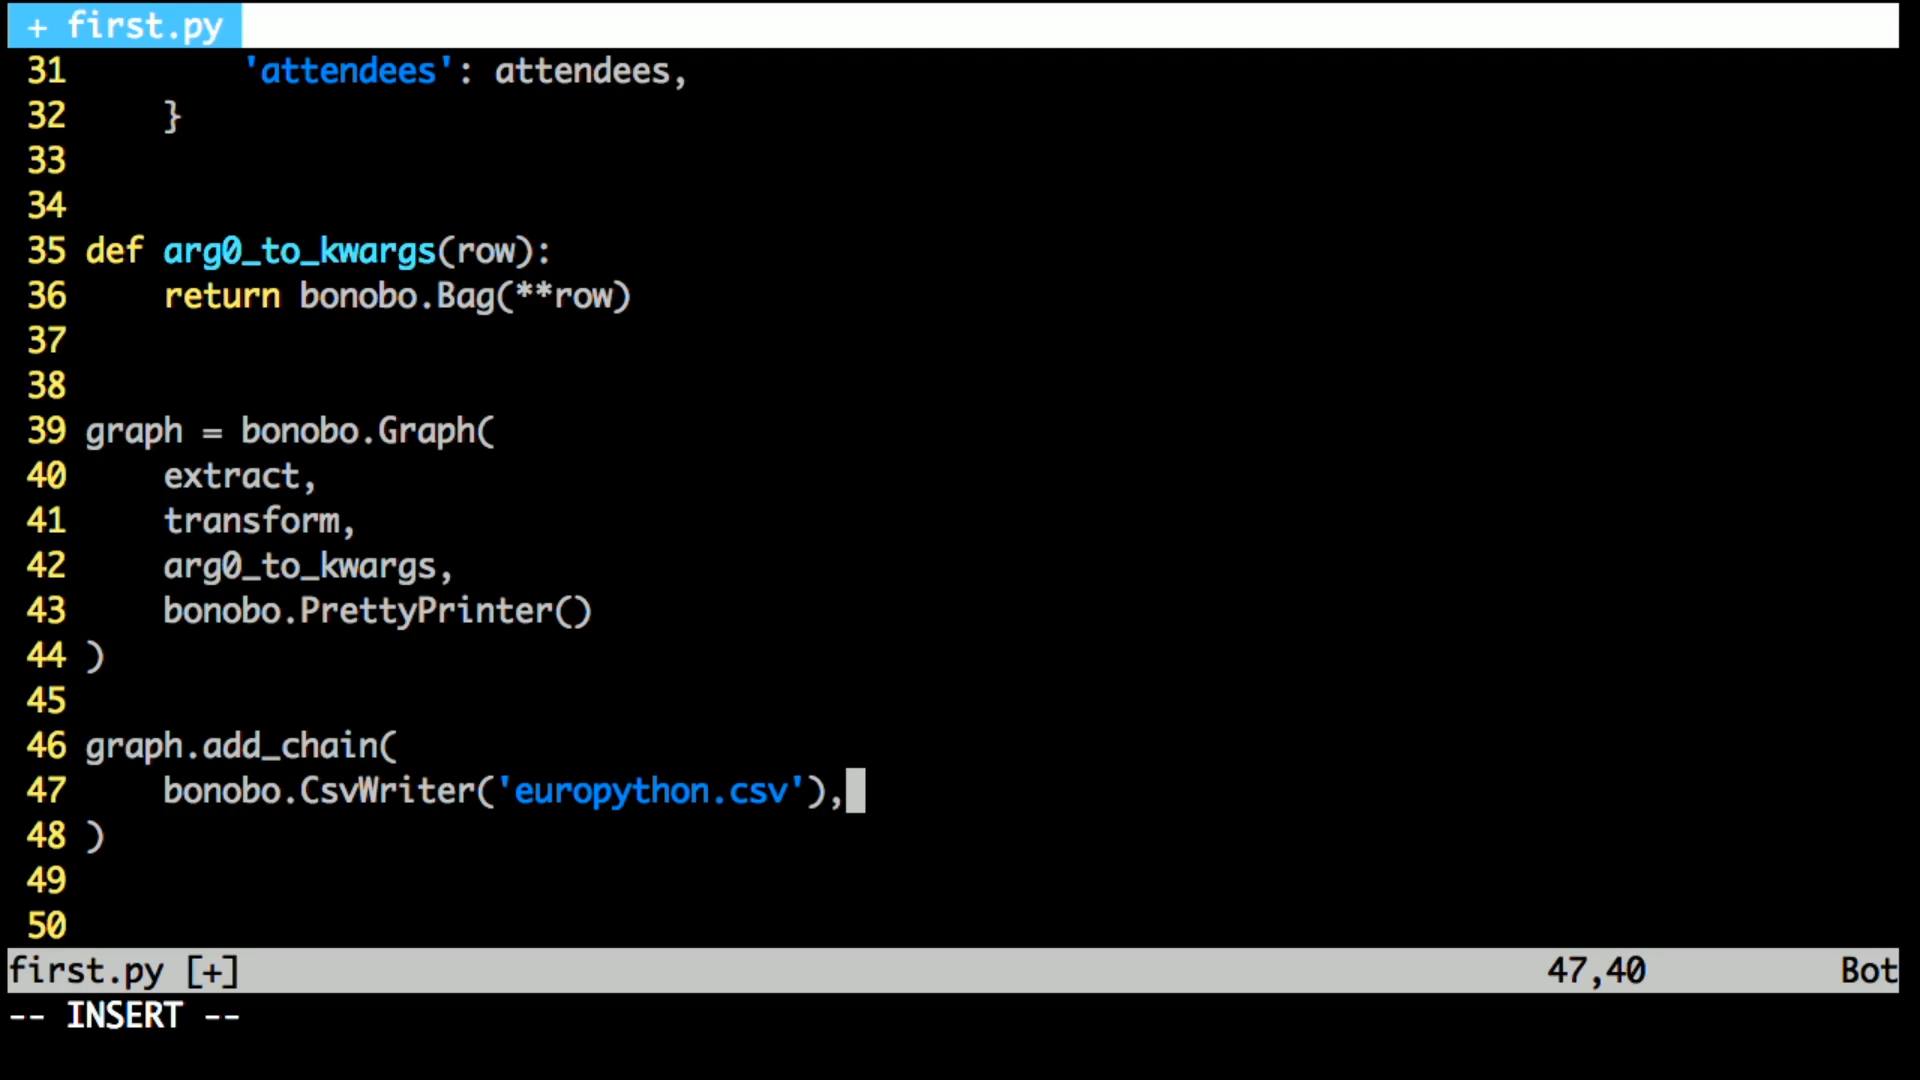 + first.py
31         'attendees': attendees,
32     }
33
34
35 def arg0_to_kwargs(row):
36     return bonobo.Bag(**row)
37
38
39 graph = bonobo.Graph(
40     extract,
41     transform,
42     arg0_to_kwargs,
43     bonobo.PrettyPrinter()
44 )
45
46 graph.add_chain(
47     bonobo.CsvWriter('europython.csv'),
48 )
49
50
first.py [+] 47,40 Bot
-- INSERT --